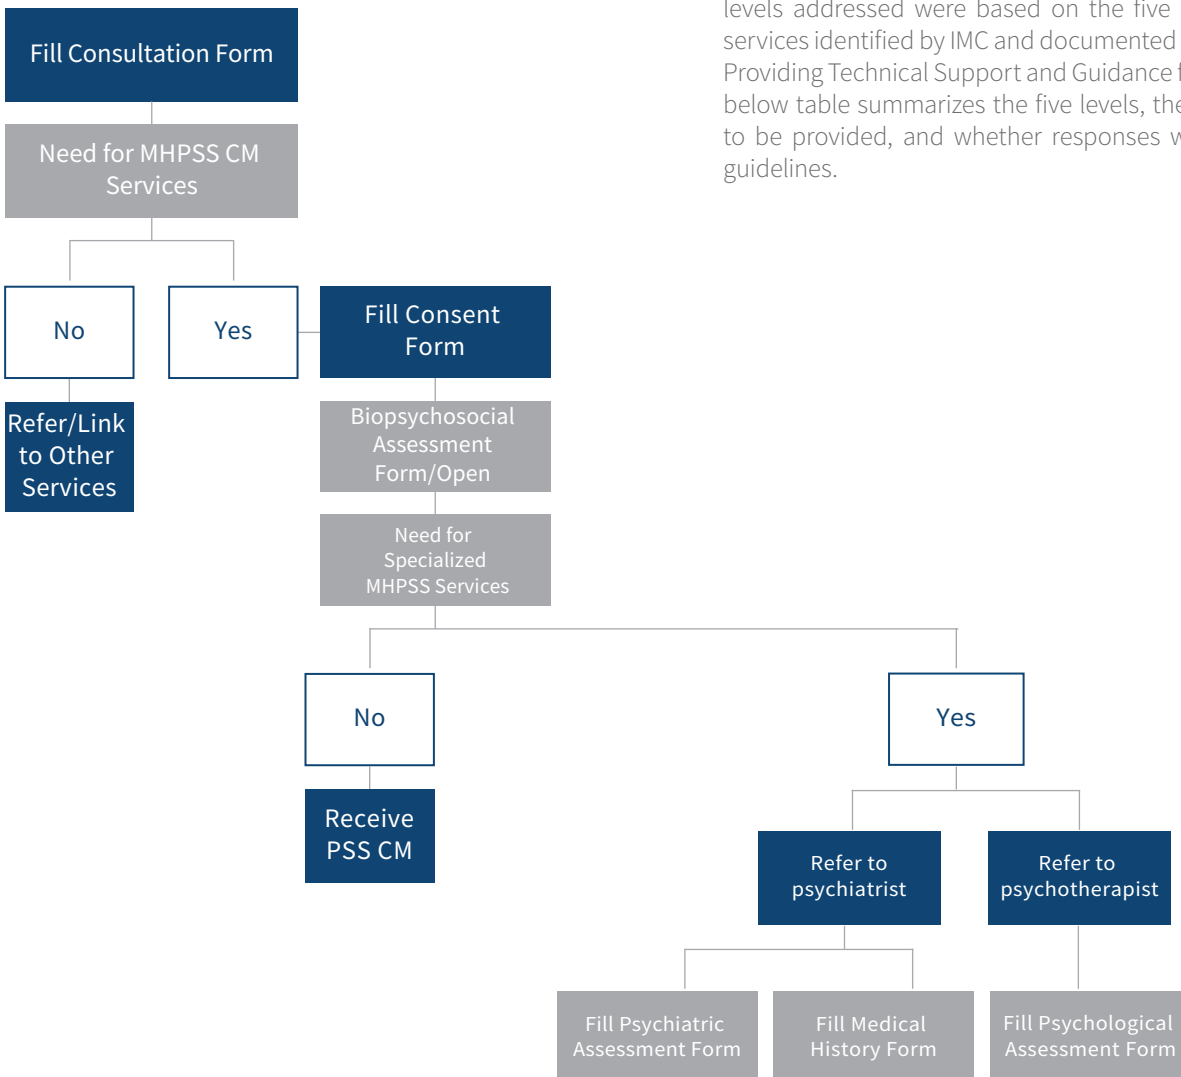 levels addressed were based on the five
services identified by IMC and documented
Providing Technical Support and Guidance
below table summarizes the five levels, the
to be provided, and whether responses
guidelines.
Fill Consultation Form
Need for MHPSS CM
Services
No
Yes
Fill Consent
Form
Refer/Link
to Other
Services
Biopsychosocial
Assessment
Form/Open
Need for
Specialized
MHPSS Services
No
Yes
Receive
PSS CM
Refer to
psychiatrist
Refer to
psychotherapist
Fill Psychiatric
Assessment Form
Fill Medical
History Form
Fill Psychological
Assessment Form